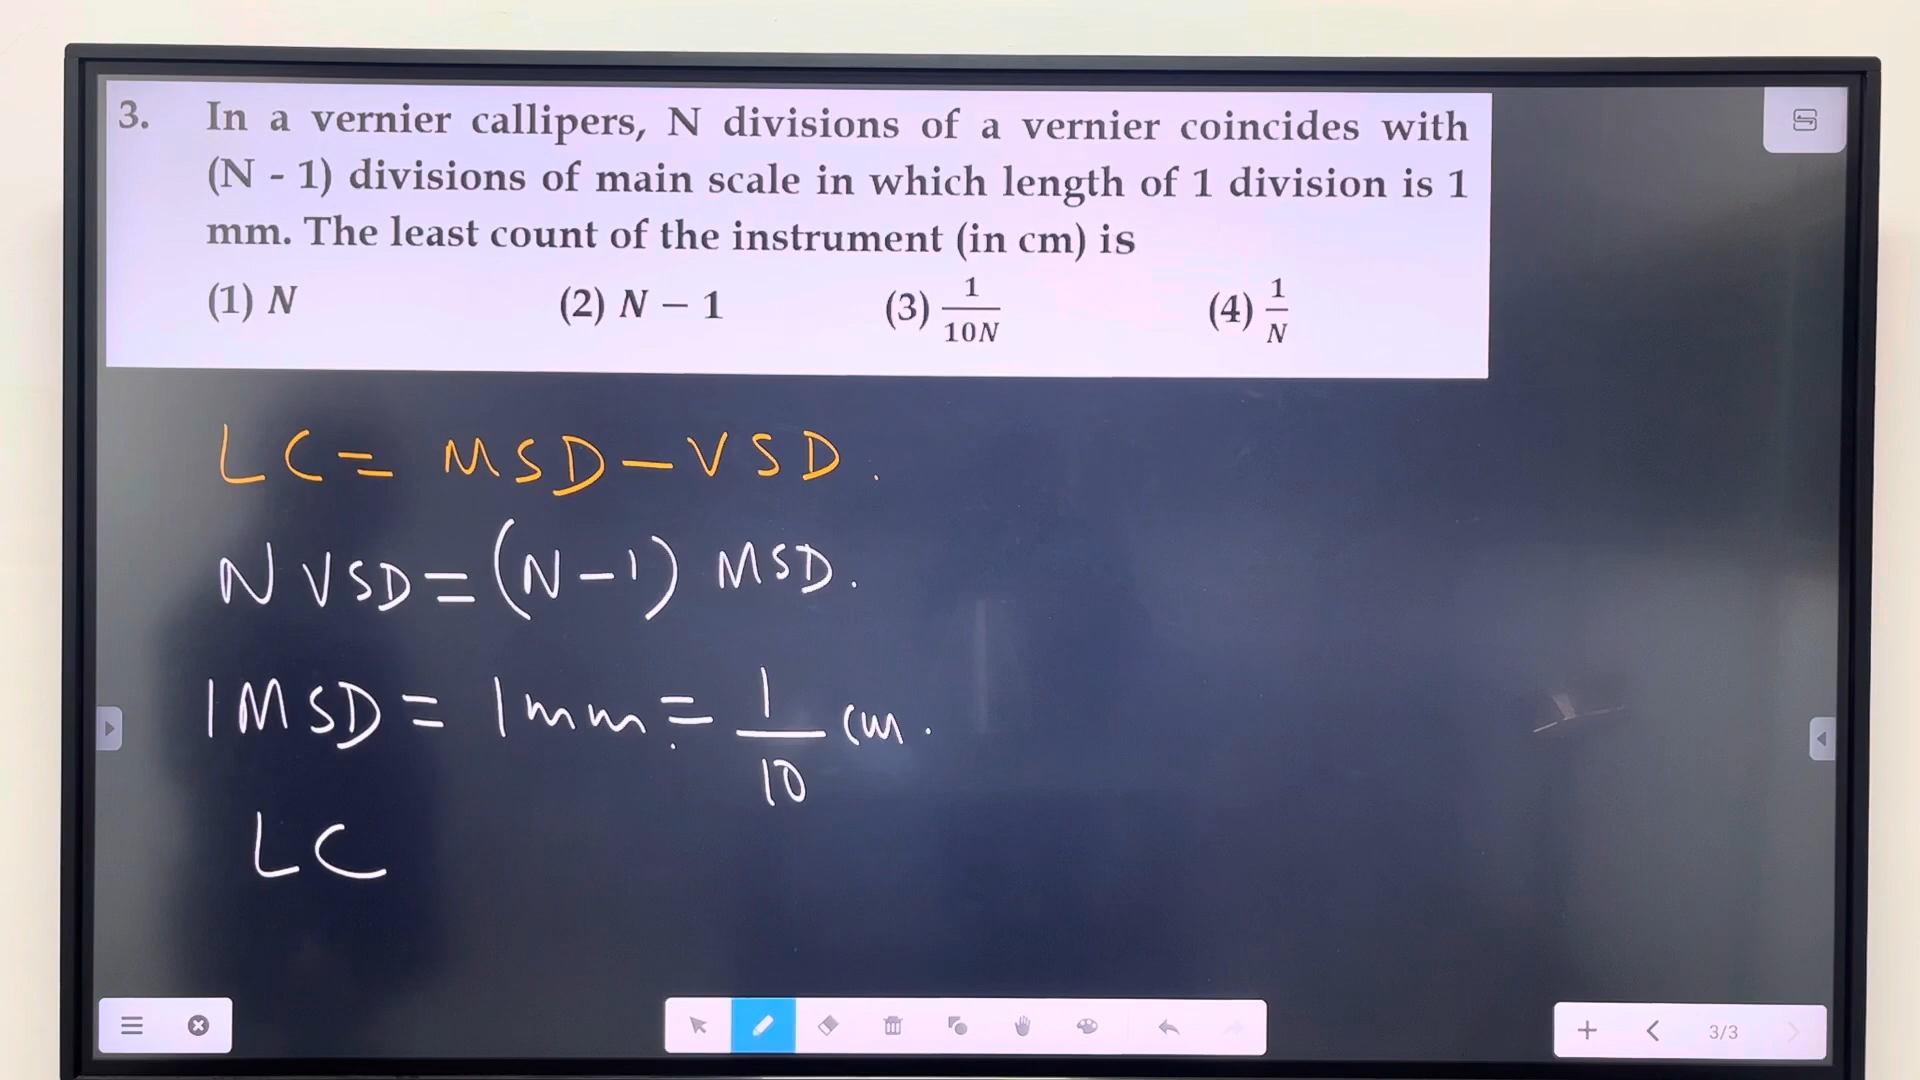 3. In a vernier callipers, N divisions of a vernier coincides with
(N - 1) divisions of main scale in which length of 1 division is 1
mm. The least count of the instrument (in cm) is
(1) N (2) N − 1 (3) 1/10N (4) 1/N
LC = MSD - VSD.
N VSD = (N-1) MSD.
1 MSD = 1mm = 1/10 cm.
LC
3/3